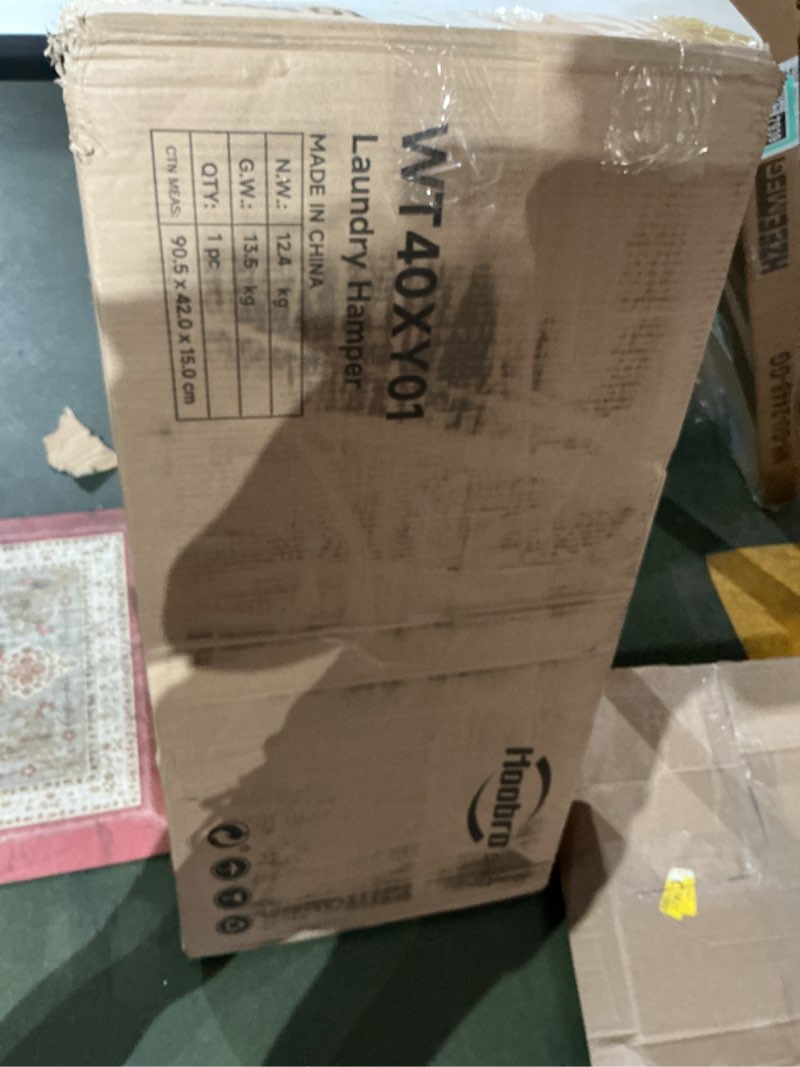 WT40XY01
Laundry Hamper
MADE IN CHINA
N.W.: 12.4 kg
G.W.: 13.5 kg
QTY: 1 pc
CTN MEAS: 90.5 x 42.0 x 15.0 cm
Hoobro